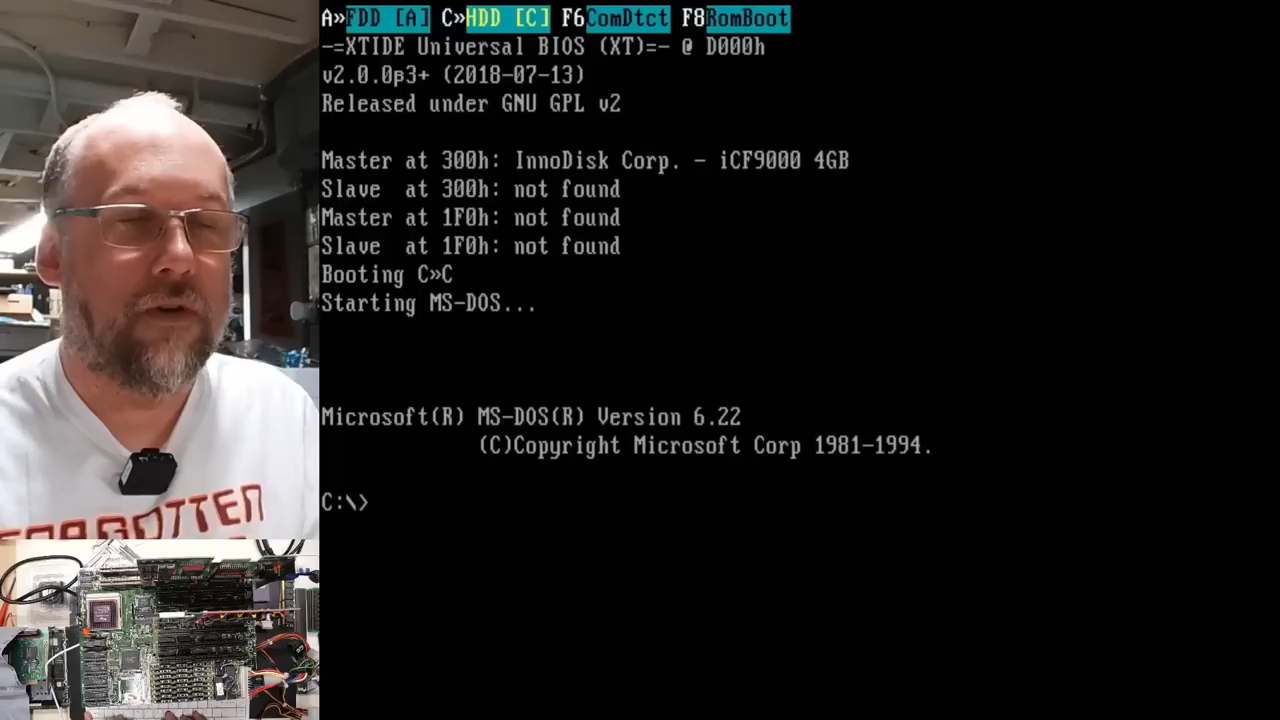 A»FDD [A] C»HDD [C] F6ComDtct F8RomBoot
-=XTIDE Universal BIOS (XT)=- @ D000h
v2.0.0β3+ (2018-07-13)
Released under GNU GPL v2
Master at 300h: InnoDisk Corp. - iCF9000 4GB
Slave  at 300h: not found
Master at 1F0h: not found
Slave  at 1F0h: not found
Booting C»C
Starting MS-DOS...
Microsoft(R) MS-DOS(R) Version 6.22
(C)Copyright Microsoft Corp 1981-1994.
C:\>
FORGOTTEN